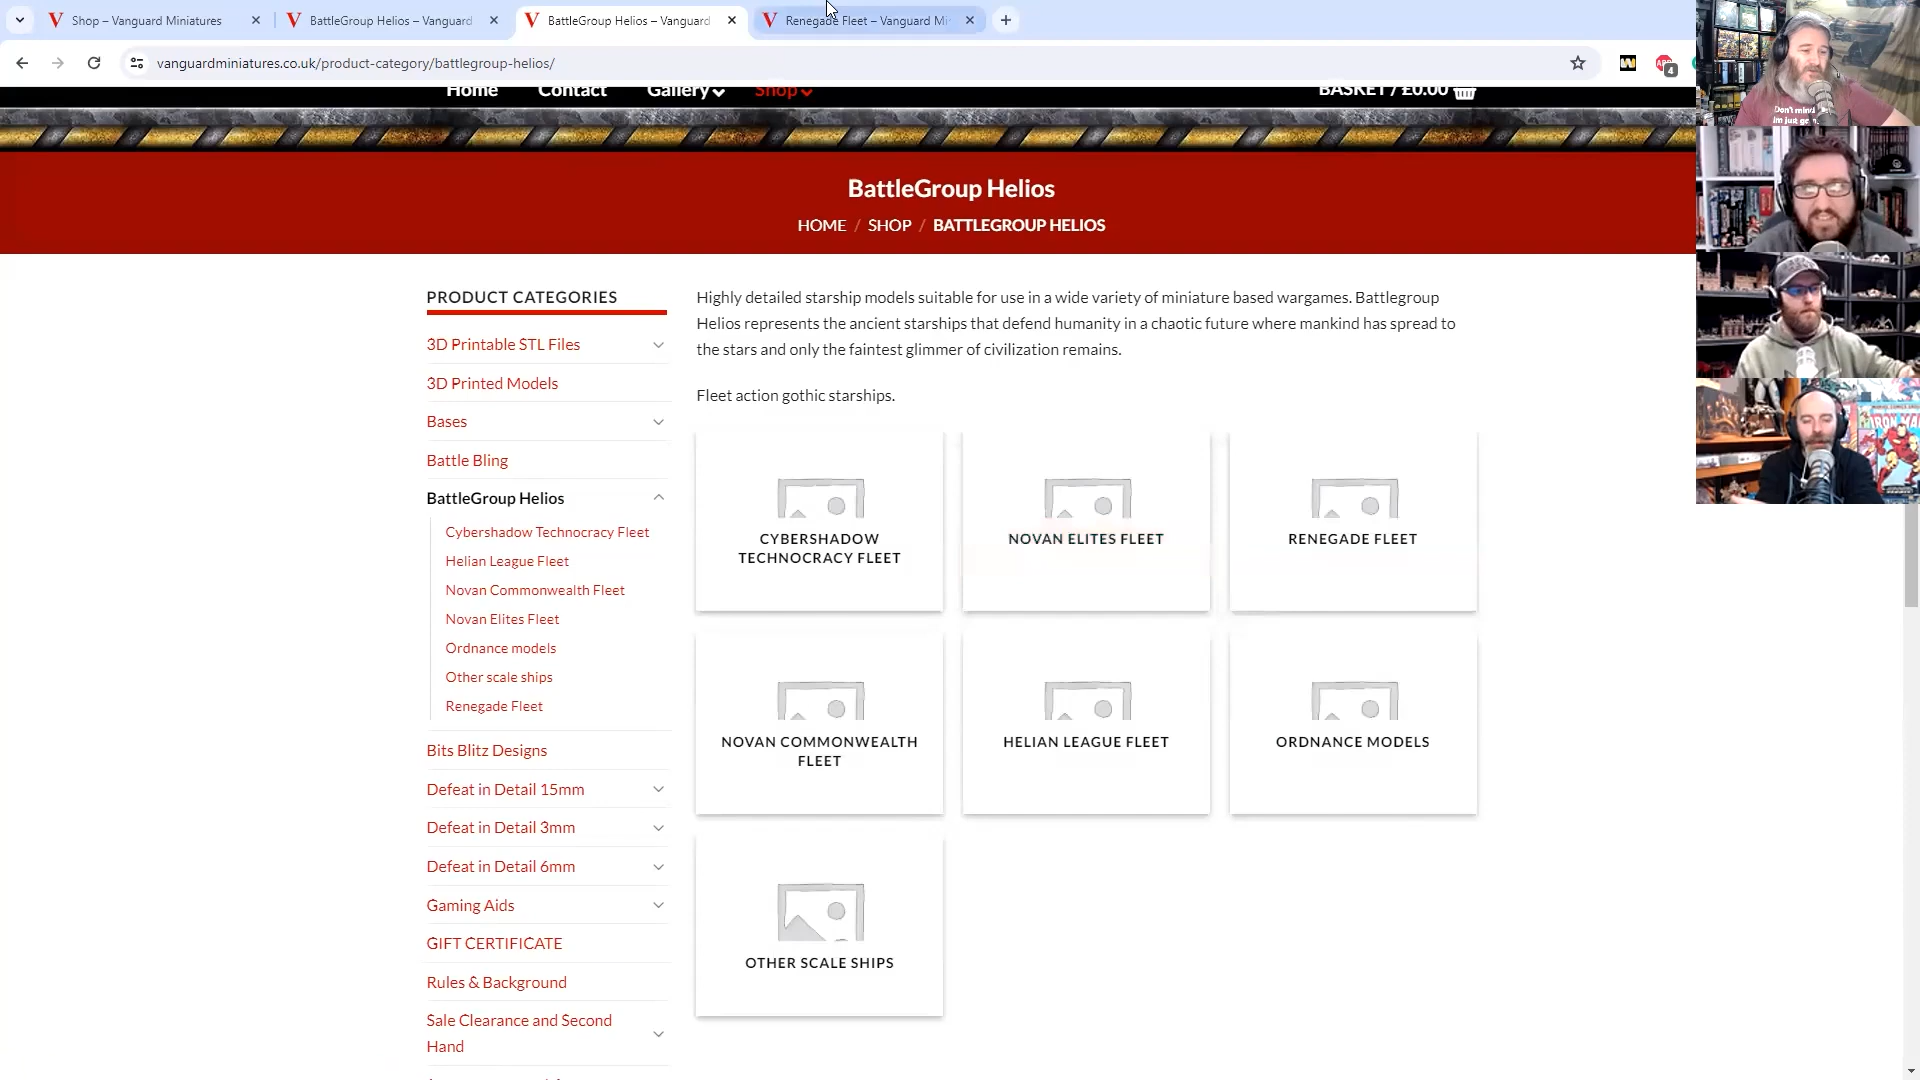 Shop – Vanguard Miniatures
BattleGroup Helios – Vanguard
BattleGroup Helios – Vanguard
Renegade Fleet – Vanguard Mi
vanguardminiatures.co.uk/product-category/battlegroup-helios/
4
Home
Contact
Gallery
Shop
BASKET / £0.00
BattleGroup Helios
HOME / SHOP / BATTLEGROUP HELIOS
PRODUCT CATEGORIES
3D Printable STL Files
3D Printed Models
Bases
Battle Bling
BattleGroup Helios
Cybershadow Technocracy Fleet
Helian League Fleet
Novan Commonwealth Fleet
Novan Elites Fleet
Ordnance models
Other scale ships
Renegade Fleet
Bits Blitz Designs
Defeat in Detail 15mm
Defeat in Detail 3mm
Defeat in Detail 6mm
Gaming Aids
GIFT CERTIFICATE
Rules & Background
Sale Clearance and Second
Hand
Highly detailed starship models suitable for use in a wide variety of miniature based wargames. Battlegroup
Helios represents the ancient starships that defend humanity in a chaotic future where mankind has spread to
the stars and only the faintest glimmer of civilization remains.
Fleet action gothic starships.
CYBERSHADOW
TECHNOCRACY FLEET
NOVAN ELITES FLEET
RENEGADE FLEET
NOVAN COMMONWEALTH
FLEET
HELIAN LEAGUE FLEET
ORDNANCE MODELS
OTHER SCALE SHIPS
Don't mind
Im just
IRON MAN